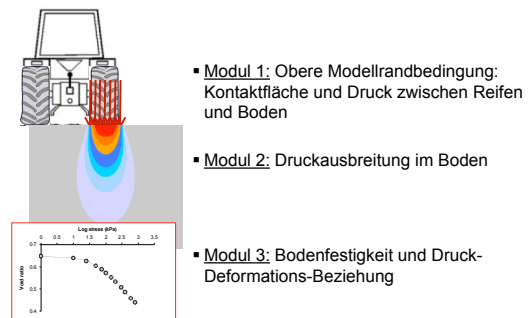 ▪ Modul 1: Obere Modellrandbedingung:
Kontaktfläche und Druck zwischen Reifen
und Boden
▪ Modul 2: Druckausbreitung im Boden
Log stress (kPa)
0 0.5 1 1.5 2 2.5 3 3.5
0.7
0.6
0.5
0.4
Void ratio
▪ Modul 3: Bodenfestigkeit und Druck-
Deformations-Beziehung